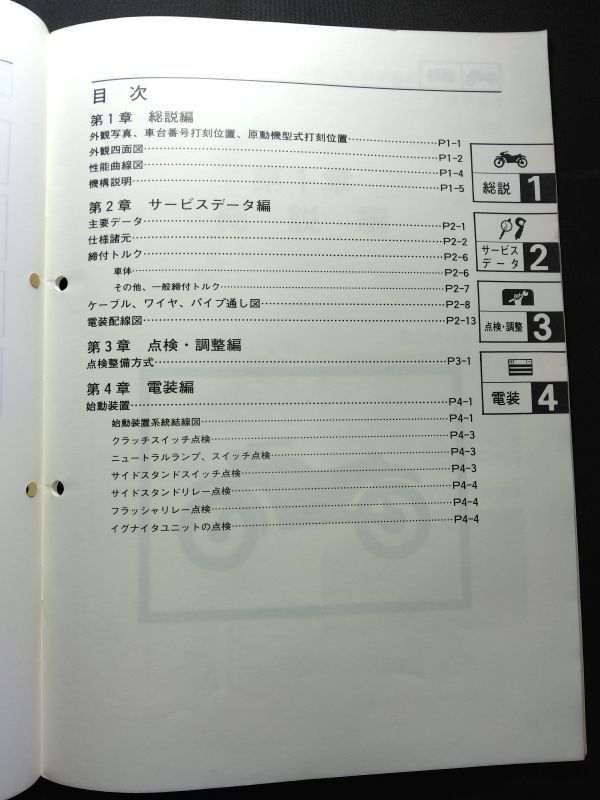 目 次
第1章 総説編
外観写真、車台番号打刻位置、原動機型式打刻位置…………P1-1
外観四面図…………P1-2
性能曲線図…………P1-4
機構説明…………P1-5
第2章 サービスデータ編
主要データ…………P2-1
仕様諸元…………P2-2
締付トルク…………P2-6
車体…………P2-6
その他、一般締付トルク…………P2-7
ケーブル、ワイヤ、パイプ通し図…………P2-8
電装配線図…………P2-13
第3章 点検・調整編
点検整備方式…………P3-1
第4章 電装編
始動装置…………P4-1
始動装置系統結線図…………P4-1
クラッチスイッチ点検…………P4-3
ニュートラルランプ、スイッチ点検…………P4-3
サイドスタンドスイッチ点検…………P4-3
サイドスタンドリレー点検…………P4-4
フラッシャリレー点検…………P4-4
イグナイタユニットの点検…………P4-4
総説 1
サービス
データ 2
点検・調整 3
電装 4